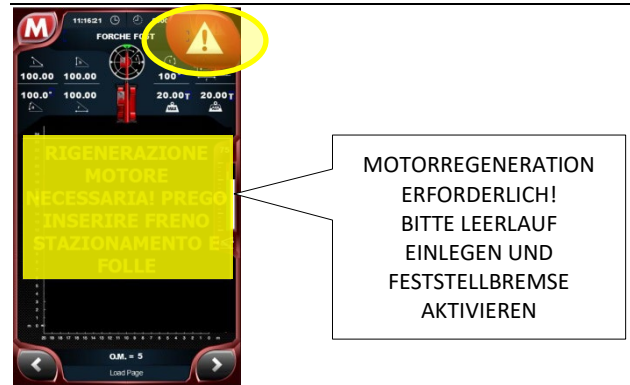 M
11:15:21
FORCHE
100.00 100.00 100°
100.0° 100.00 20.00T 20.00T
RIGENERAZIONE
MOTORE
NECESSARIA! PREGO
INSERIRE FRENO
STAZIONAMENTO E
FOLLE
O.M. = 5
Load Page
MOTORREGENERATION
ERFORDERLICH!
BITTE LEERLAUF
EINLEGEN UND
FESTSTELLBREMSE
AKTIVIEREN